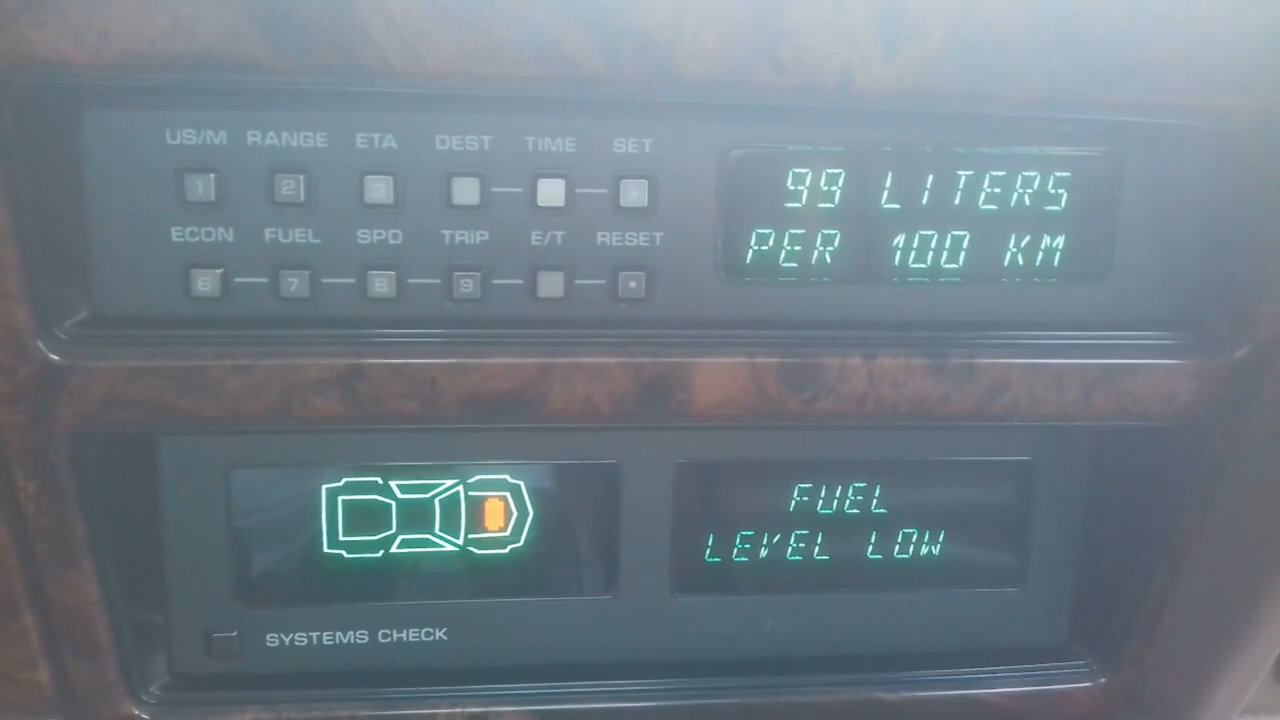 US/M RANGE ETA DEST TIME SET
1 2 3
ECON FUEL SPD TRIP E/T RESET
6 7 8 9
99 LITERS
PER 100 KM
FUEL
LEVEL LOW
SYSTEMS CHECK